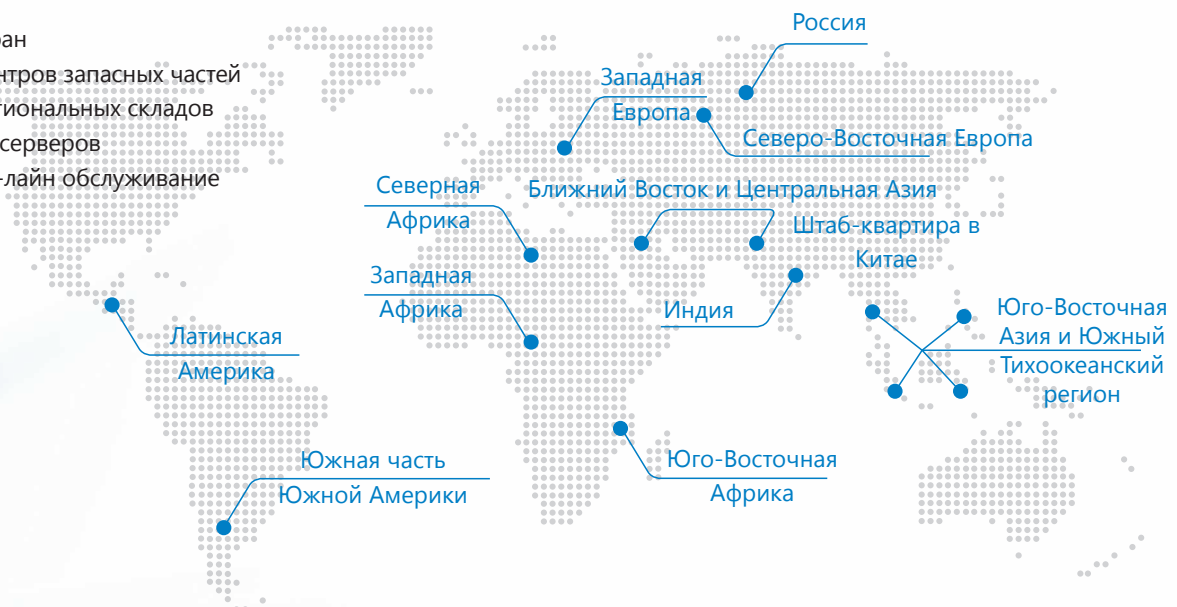 ран
нтров запасных частей
гиональных складов
серверов
-лайн обслуживание
Россия
Западная
Европа
Северо-Восточная Европа
Северная
Африка
Ближний Восток и Центральная Азия
Штаб-квартира в
Китае
Западная
Африка
Индия
Юго-Восточная
Азия и Южный
Тихоокеанский
регион
Латинская
Америка
Южная часть
Южной Америки
Юго-Восточная
Африка